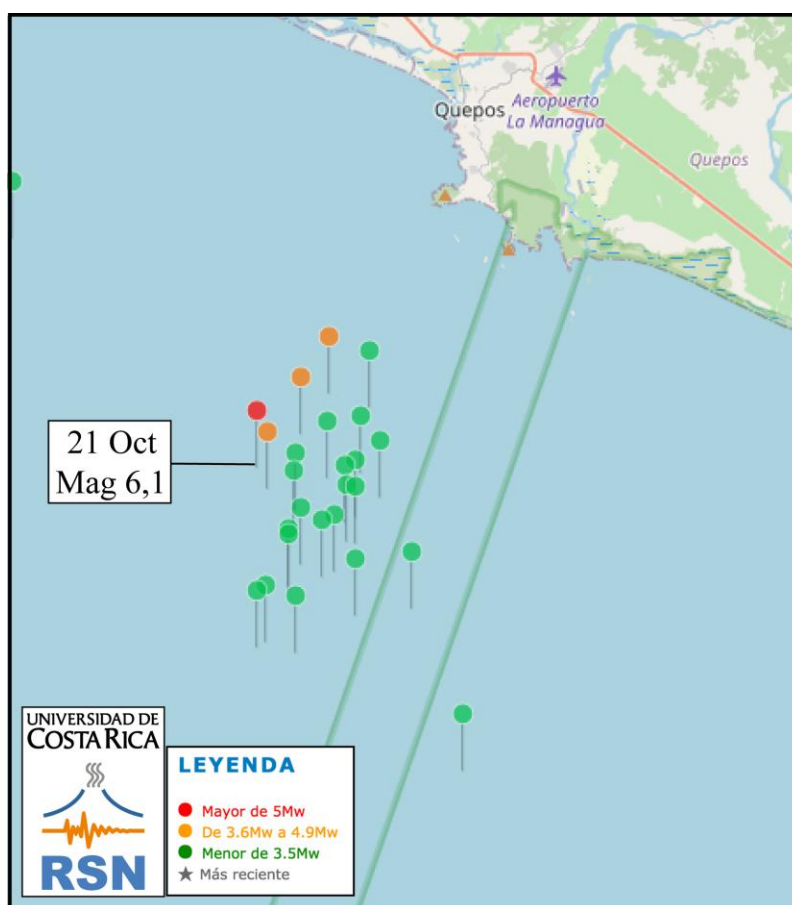 Quepos
Aeropuerto
La Managua
Quepos
21 Oct
Mag 6,1
UNIVERSIDAD DE
COSTA RICA
RSN
LEYENDA
Mayor de 5Mw
De 3.6Mw a 4.9Mw
Menor de 3.5Mw
Más reciente